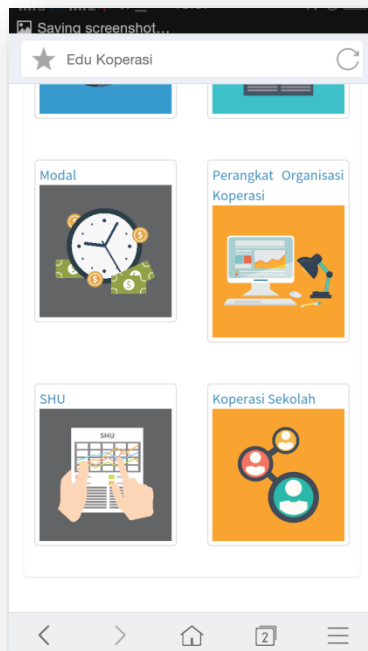 Saving screenshot...
Edu Koperasi
Modal
Perangkat Organisasi
Koperasi
SHU
Koperasi Sekolah
SHU
2